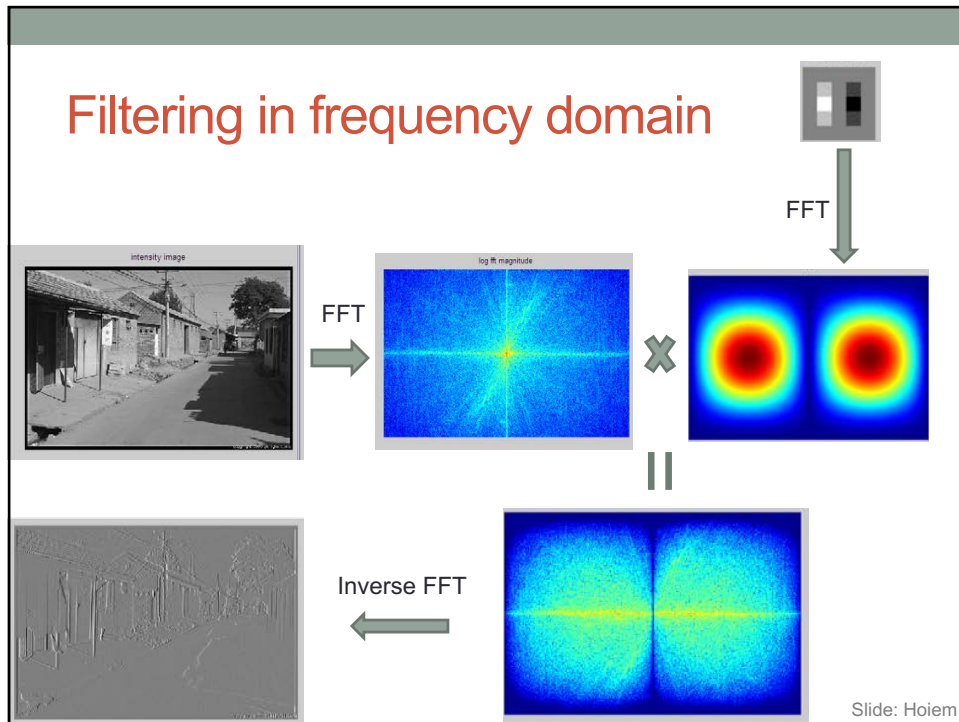 Filtering in frequency domain
FFT
intensity image
log fft magnitude
FFT
Inverse FFT
Slide: Hoiem